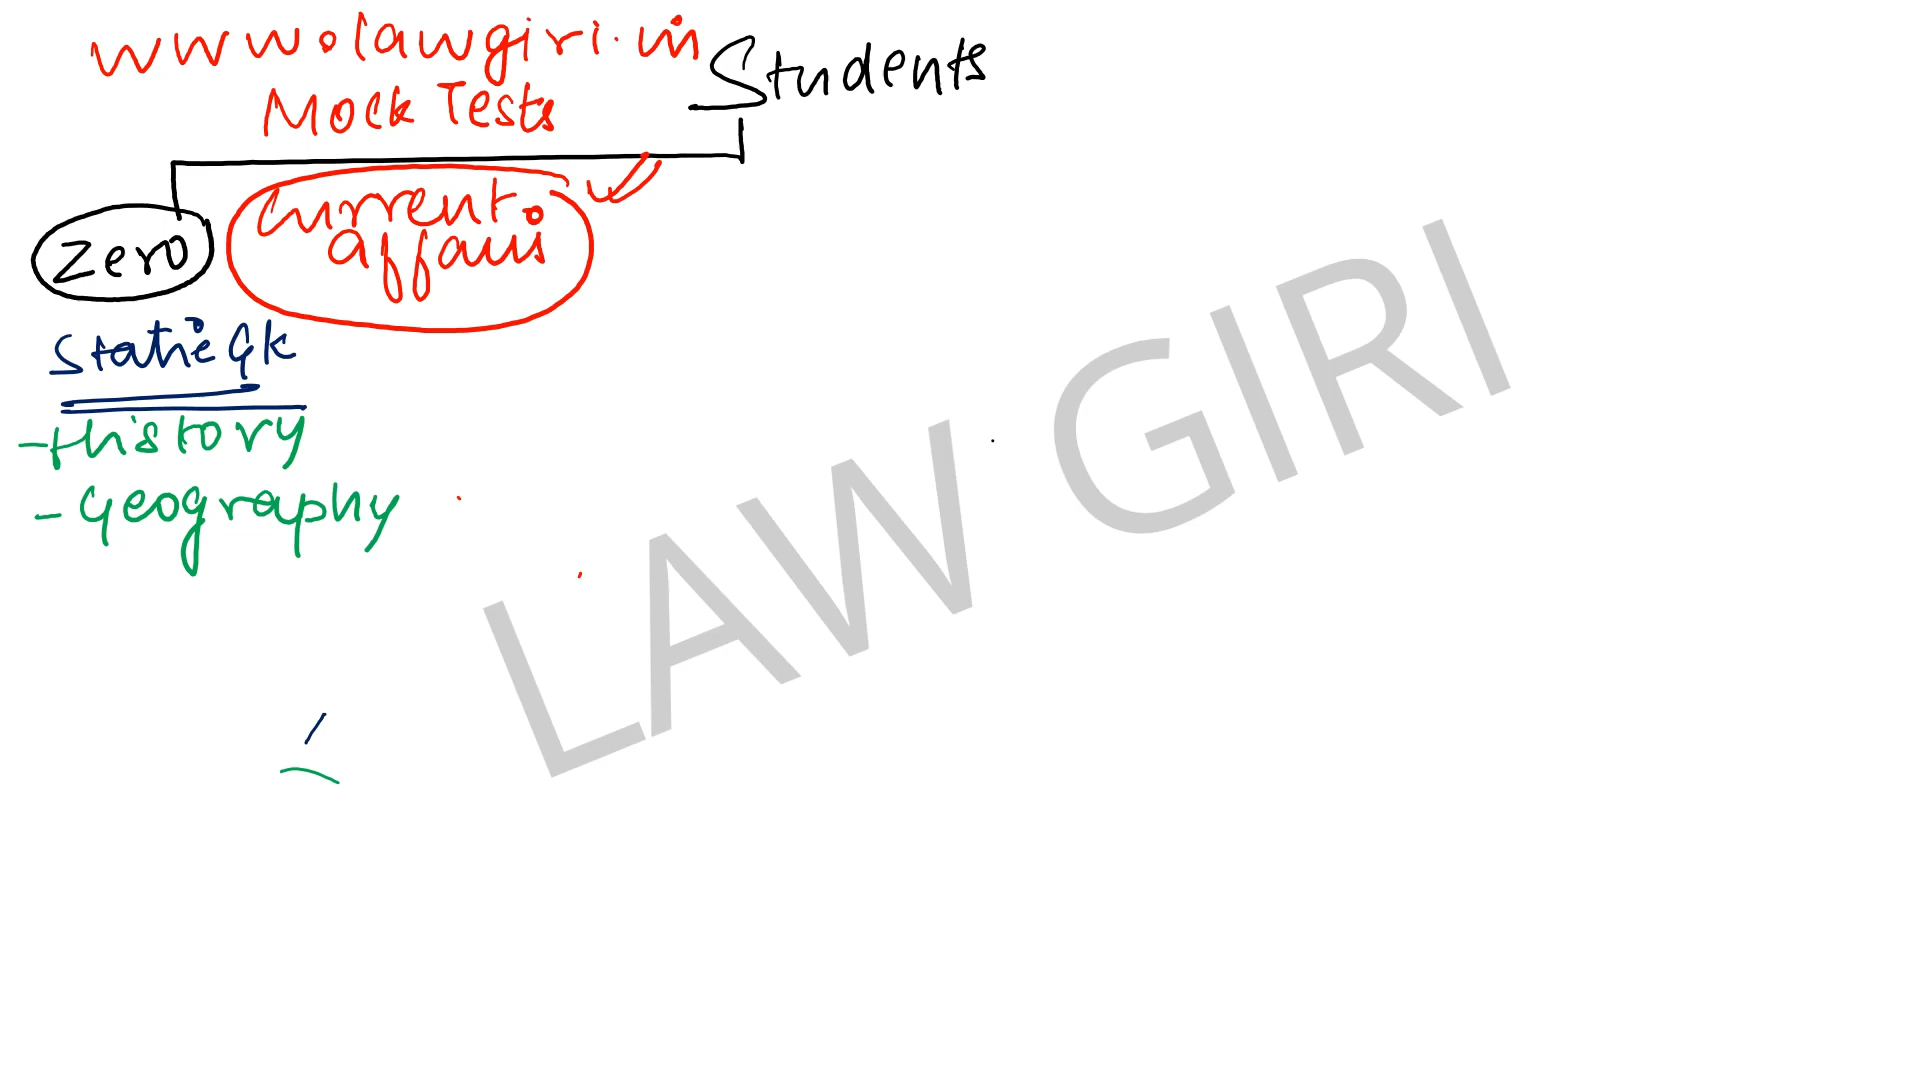 www.lawgiri.in
Mock Tests
Students
Zero
Current affairs
Static Gk
- History
- Geography
LAW GIRI